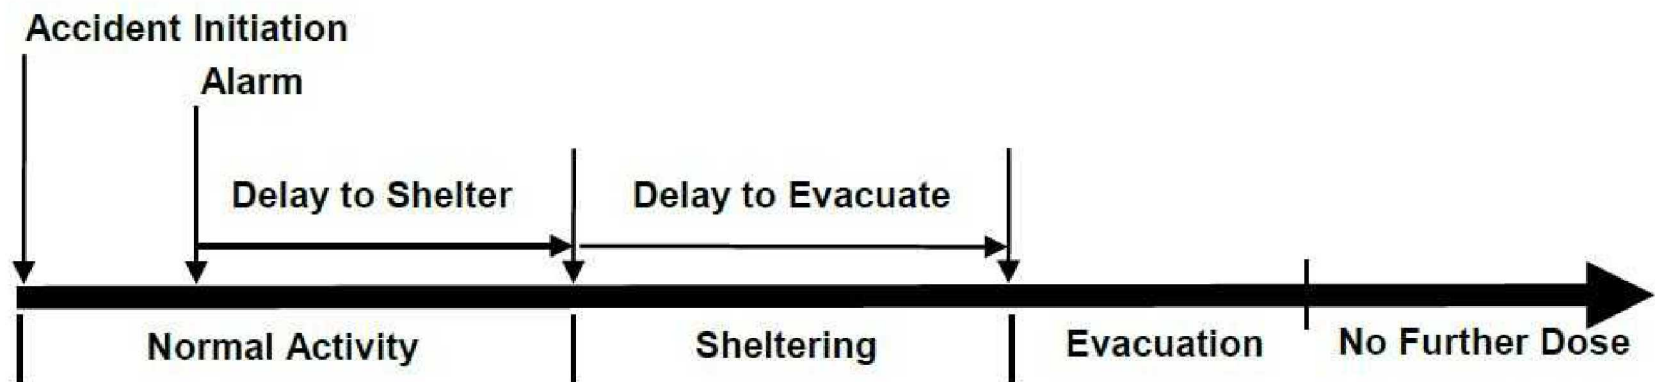 Accident Initiation
Alarm
Delay to Shelter
Delay to Evacuate
Normal Activity
Sheltering
Evacuation
No Further Dose